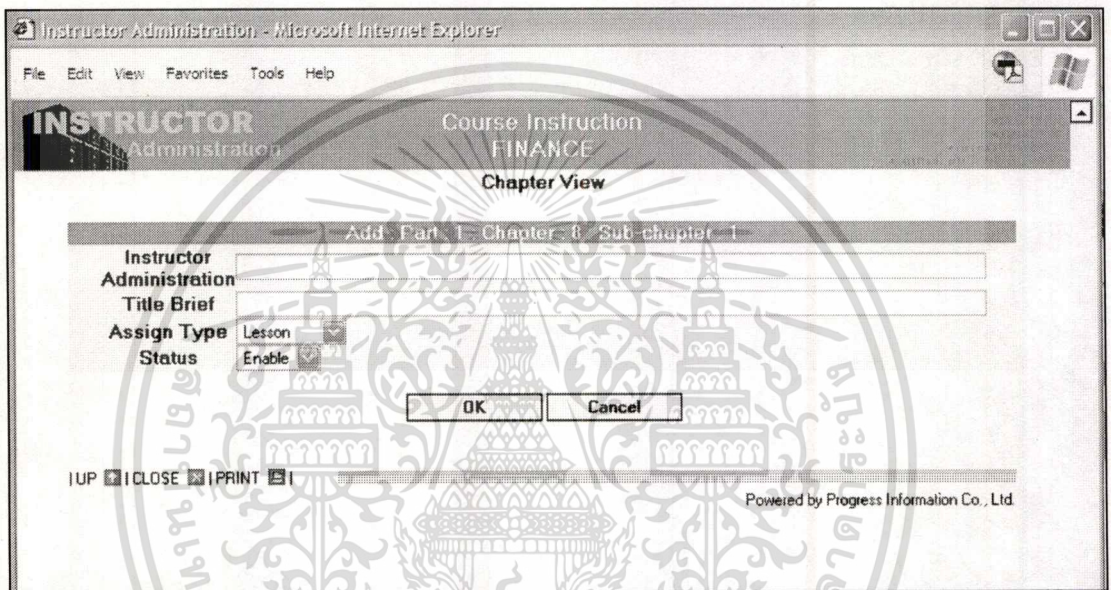 Instructor Administration - Microsoft Internet Explorer
File Edit View Favorites Tools Help
INSTRUCTOR
Administration
Course Instruction
FINANCE
Chapter View
Add Part : 1 Chapter : 8 Sub-chapter 1
Instructor
Administration
Title Brief
Assign Type Lesson
Status Enable
OK Cancel
| UP | CLOSE | PRINT |
Powered by Progress Information Co., Ltd.